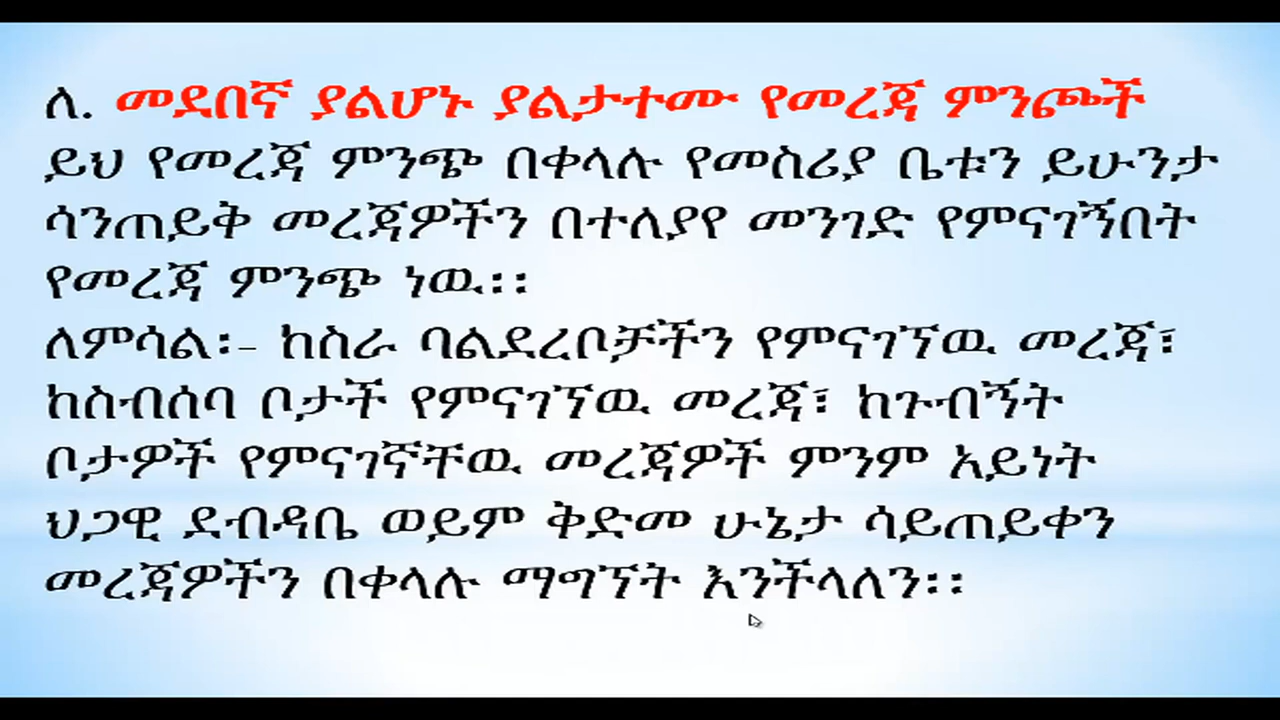 ለ. መደበኛ ያልሆኑ ያልታተሙ የመረጃ ምንጮች
ይህ የመረጃ ምንጭ በቀላሉ የመስሪያ ቤቱን ይሁንታ
ሳንጠይቅ መረጃዎችን በተለያየ መንገድ የምናገኝበት
የመረጃ ምንጭ ነዉ፡፡
ለምሳል፡- ከስራ ባልደረቦቻችን የምናገኘዉ መረጃ፣
ከስብሰባ ቦታች የምናገኘዉ መረጃ፣ ከጉብኝት
ቦታዎች የምናገኛቸዉ መረጃዎች ምንም አይነት
ህጋዊ ደብዳቤ ወይም ቅድመ ሁኔታ ሳይጠይቀን
መረጃዎችን በቀላሉ ማግኘት እንችላለን፡፡